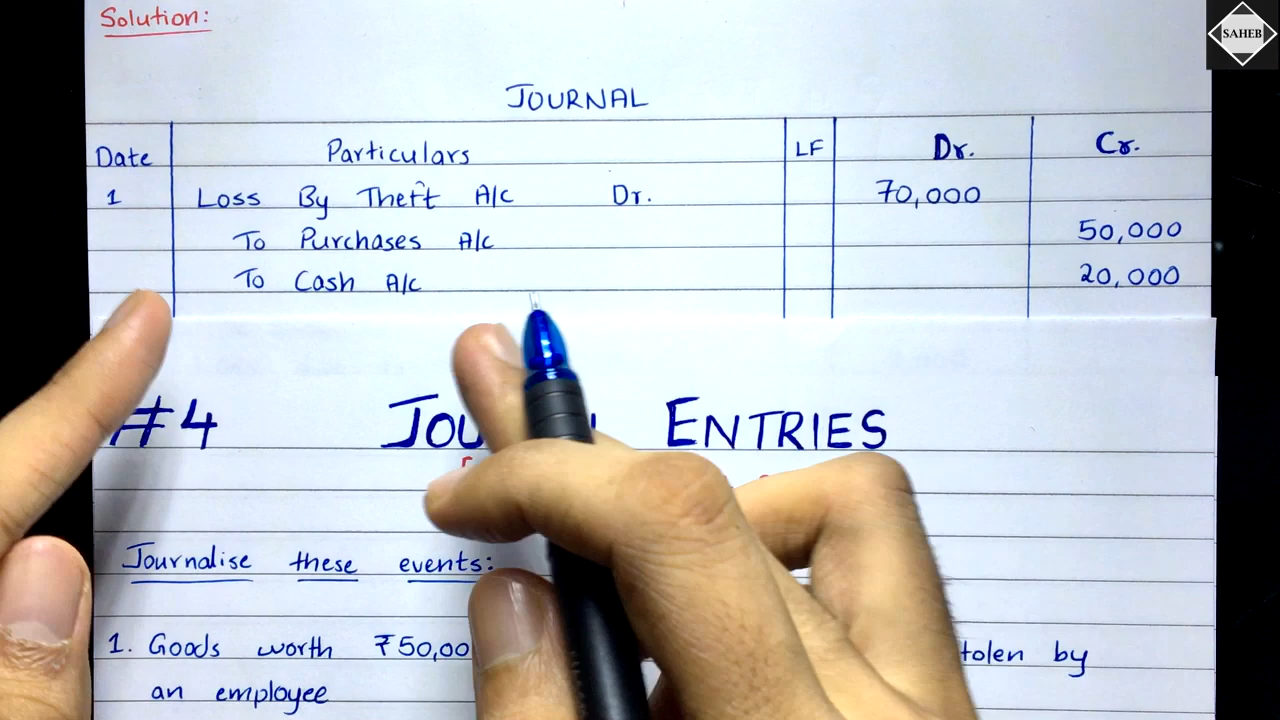 Solution:
SAHEB
JOURNAL
Date Particulars LF Dr. Cr.
1 Loss By Theft A/c Dr. 70,000
To Purchases A/c 50,000
To Cash A/c 20,000
#4 ENTRIES
Journalise these events:
1. Goods worth ₹50,00 by
an employee